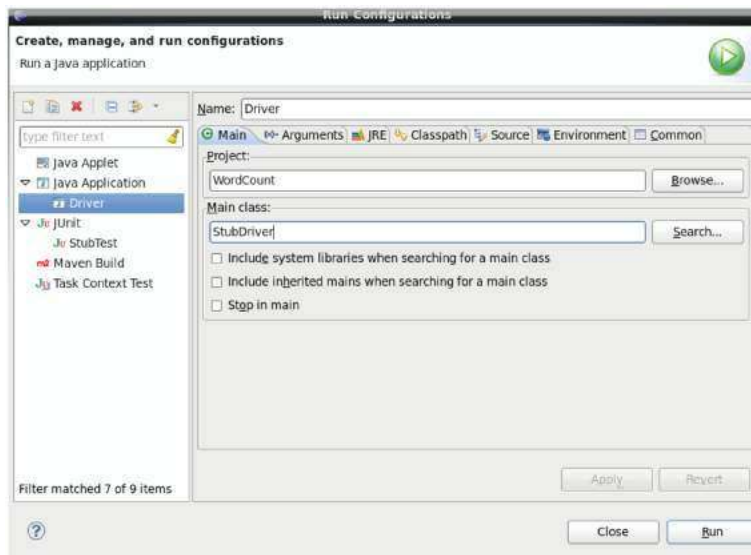 Run Configurations
Create, manage, and run configurations
Run a Java application
Name: Driver
type filter text
Java Applet
Java Application
Driver
JUnit
StubTest
Maven Build
Task Context Test
Filter matched 7 of 9 items
Main
Arguments
JRE
Classpath
Source
Environment
Common
Project:
WordCount
Browse...
Main class:
StubDriver
Search...
Include system libraries when searching for a main class
Include inherited mains when searching for a main class
Stop in main
Apply
Revert
Close
Run